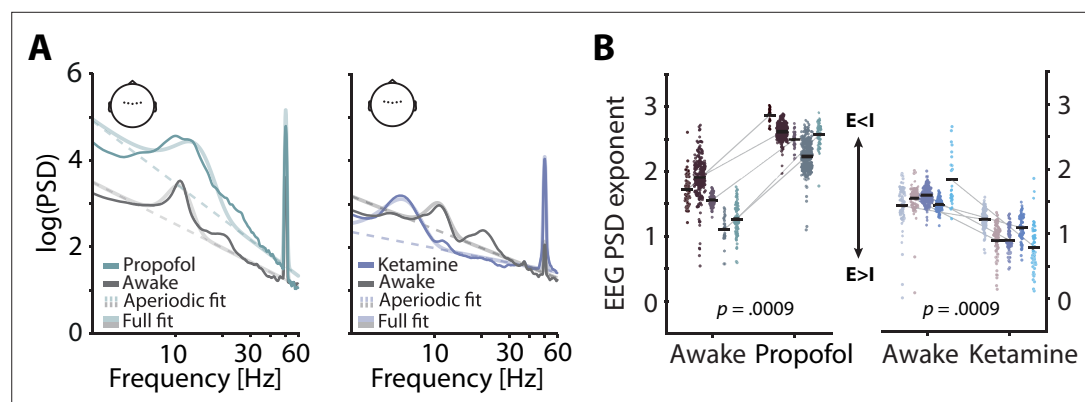 A
6
4
2
0
log(PSD)
Propofol
Awake
Aperiodic fit
Full fit
10
30
60
Frequency [Hz]
Ketamine
Awake
Aperiodic fit
Full fit
10
30
60
Frequency [Hz]
B
EEG PSD exponent
3
2
1
0
E<I
E>I
p = .0009
Awake Propofol
3
2
1
0
p = .0009
Awake Ketamine